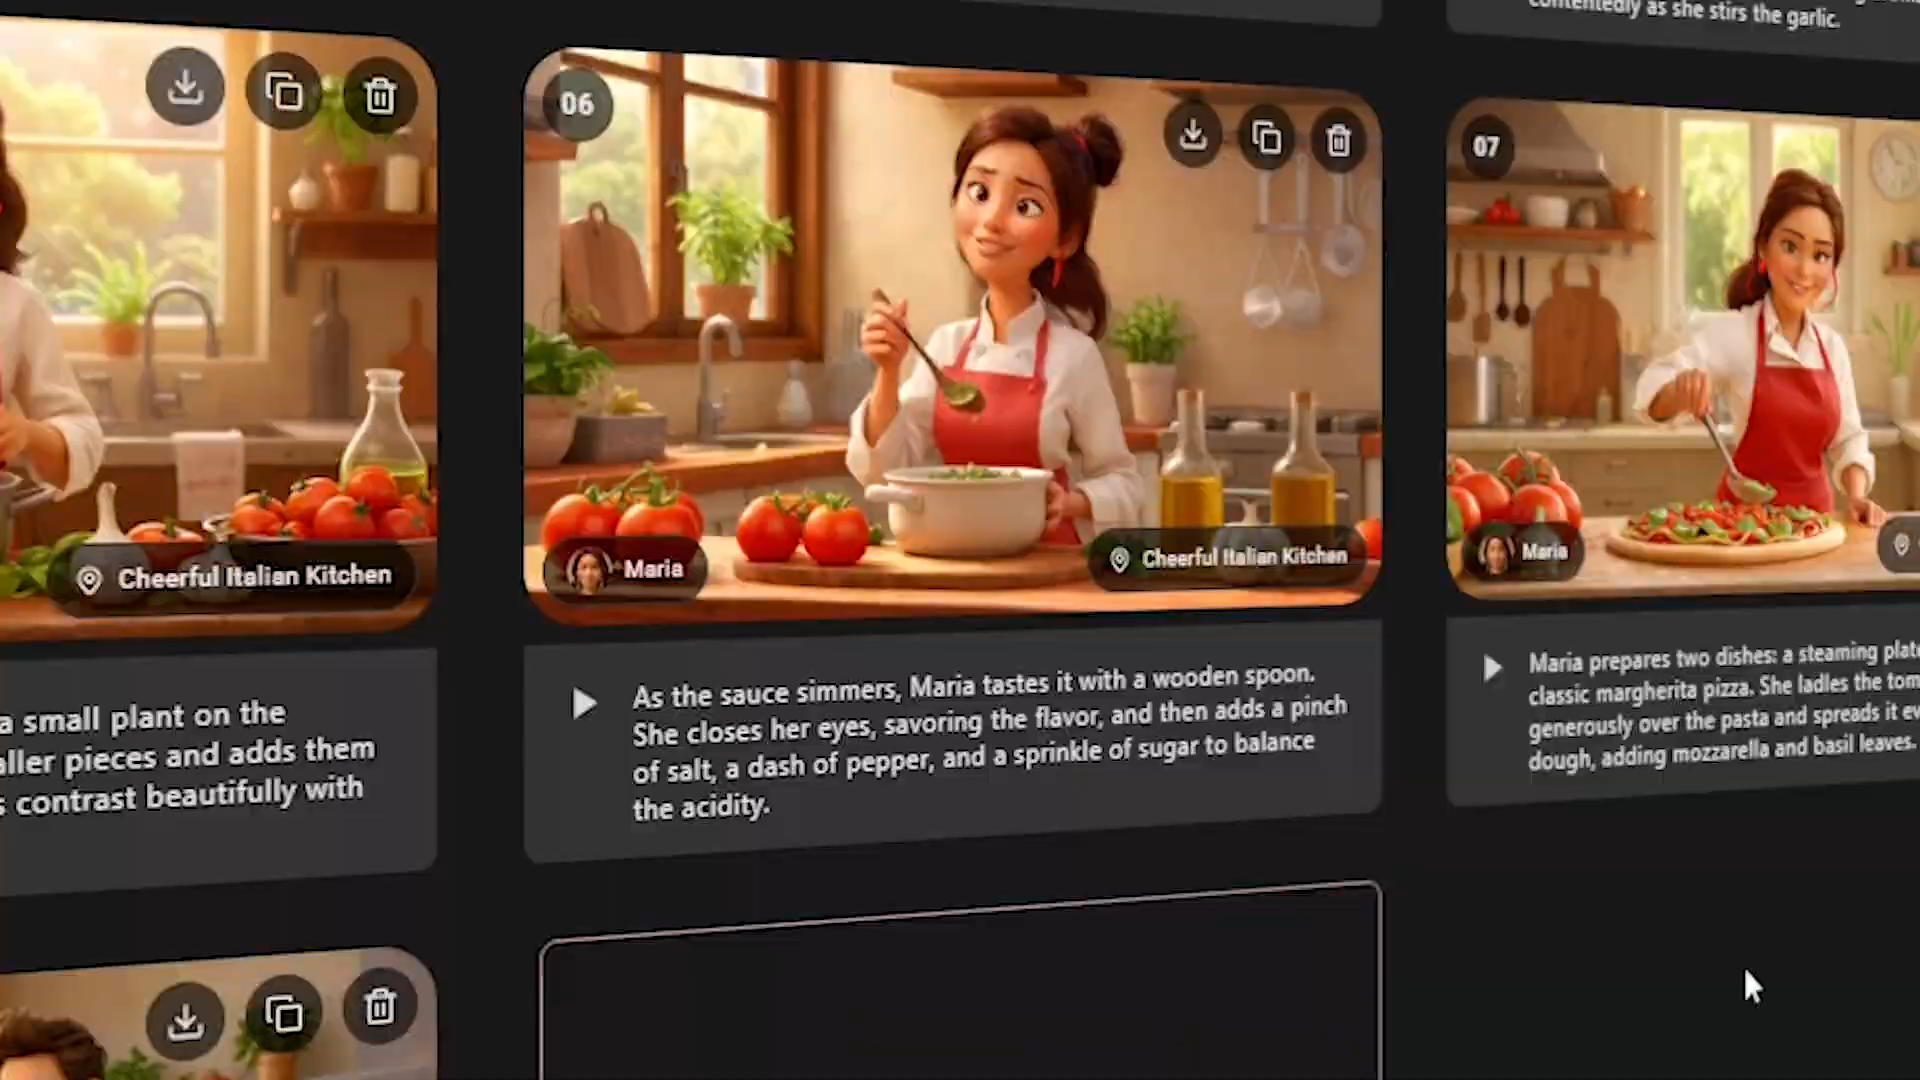 contentedly as she stirs the garlic.
Cheerful Italian Kitchen
a small plant on the
aller pieces and adds them
s contrast beautifully with
06
Maria
Cheerful Italian Kitchen
As the sauce simmers, Maria tastes it with a wooden spoon.
She closes her eyes, savoring the flavor, and then adds a pinch
of salt, a dash of pepper, and a sprinkle of sugar to balance
the acidity.
07
Maria
Maria prepares two dishes: a steaming plate
classic margherita pizza. She ladles the tom
generously over the pasta and spreads it ev
dough, adding mozzarella and basil leaves.